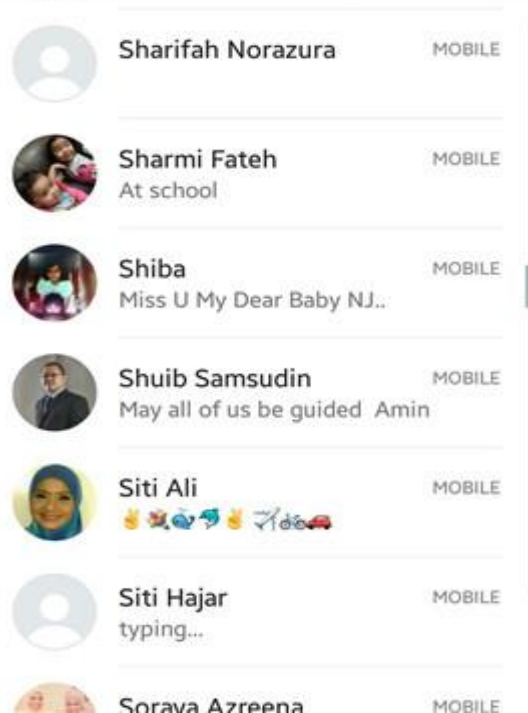 Sharifah Norazura MOBILE
Sharmi Fateh MOBILE
At school
Shiba MOBILE
Miss U My Dear Baby NJ..
Shuib Samsudin MOBILE
May all of us be guided Amin
Siti Ali MOBILE
✌️💐🐳🐬✌️ ✈️🚲🚗
Siti Hajar MOBILE
typing...
Soraya Azreena MOBILE